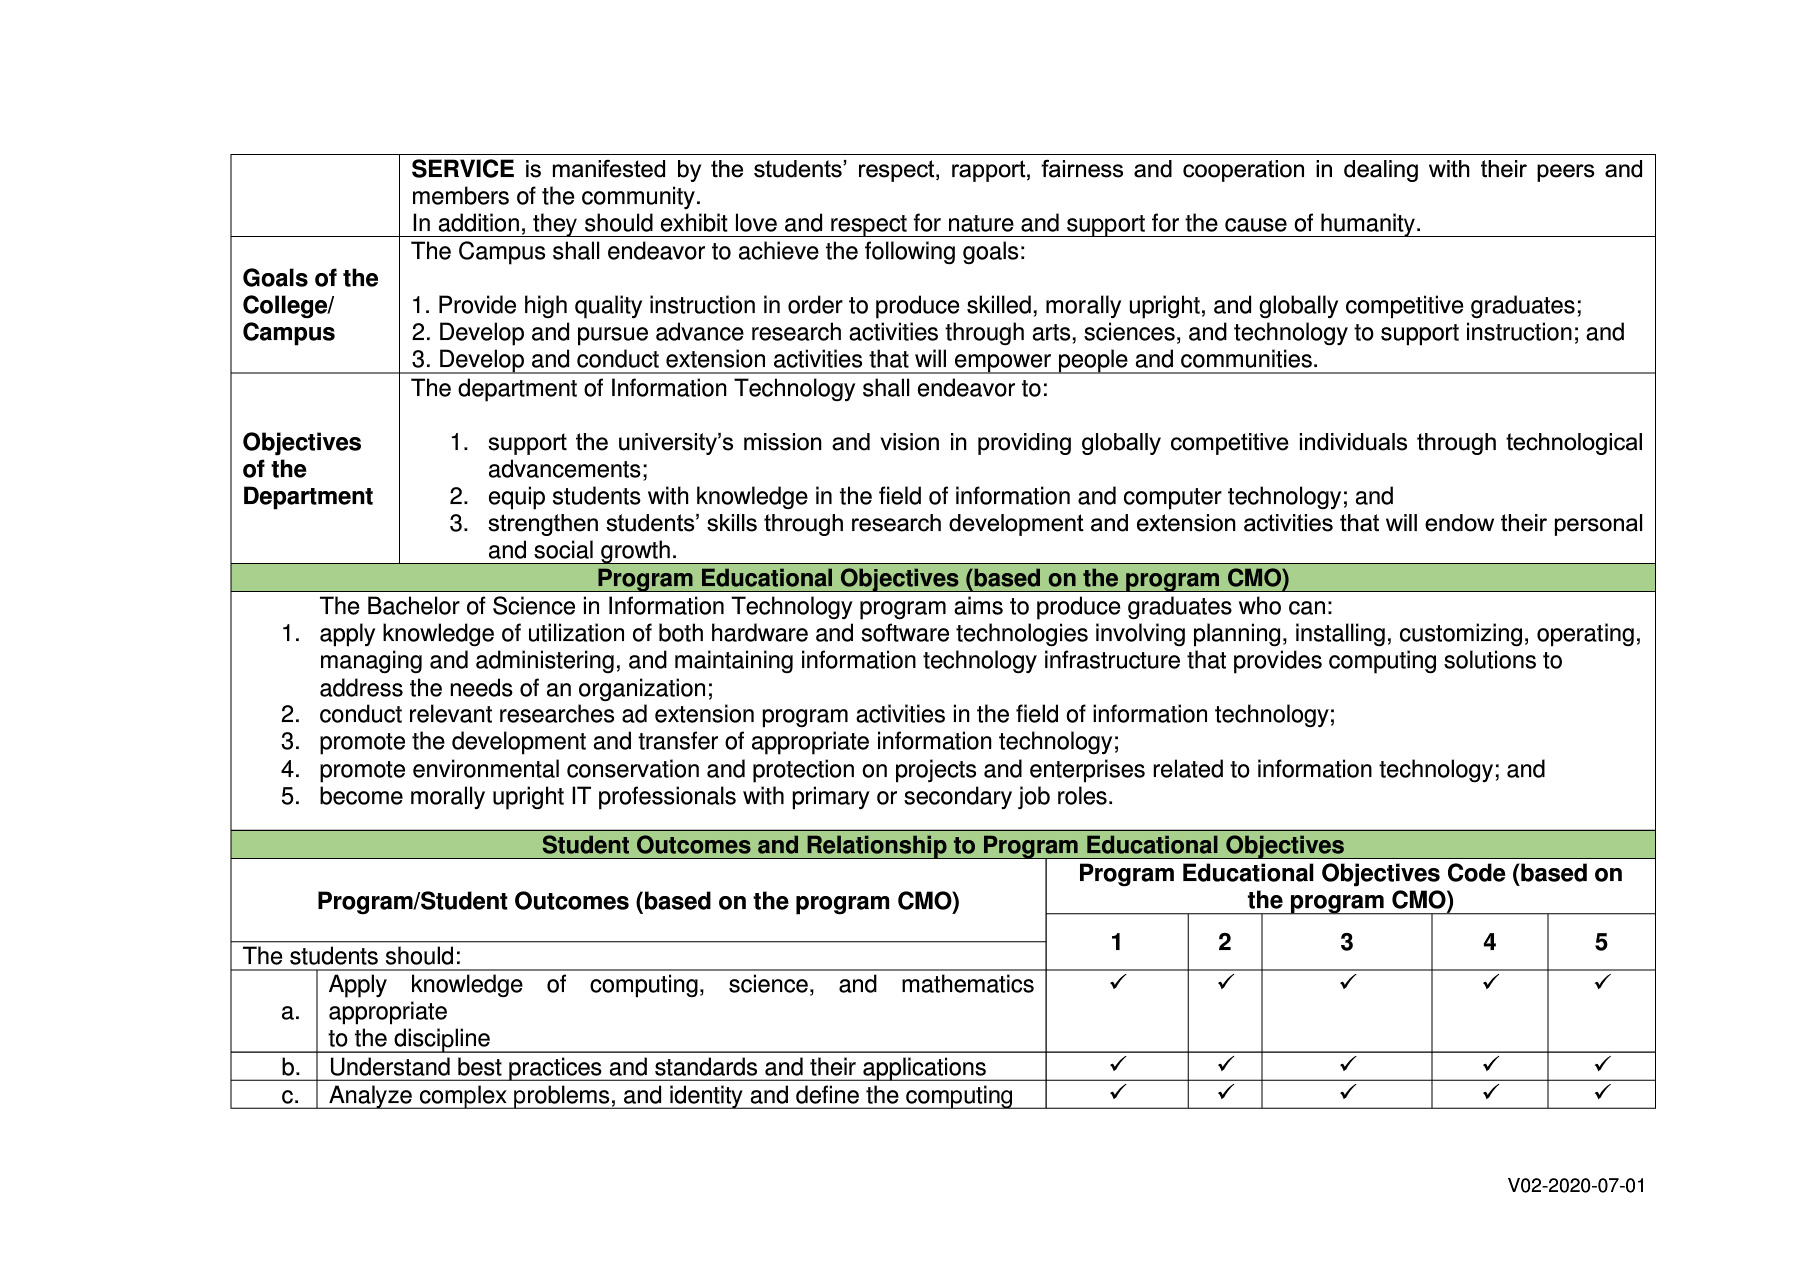 SERVICE is manifested by the students’ respect, rapport, fairness and cooperation in dealing with their peers and
members of the community.
In addition, they should exhibit love and respect for nature and support for the cause of humanity.
Goals of the
College/
Campus
The Campus shall endeavor to achieve the following goals:
1. Provide high quality instruction in order to produce skilled, morally upright, and globally competitive graduates;
2. Develop and pursue advance research activities through arts, sciences, and technology to support instruction; and
3. Develop and conduct extension activities that will empower people and communities.
Objectives
of the
Department
The department of Information Technology shall endeavor to:
1. support the university’s mission and vision in providing globally competitive individuals through technological
advancements;
2. equip students with knowledge in the field of information and computer technology; and
3. strengthen students’ skills through research development and extension activities that will endow their personal
and social growth.
Program Educational Objectives (based on the program CMO)
The Bachelor of Science in Information Technology program aims to produce graduates who can:
1. apply knowledge of utilization of both hardware and software technologies involving planning, installing, customizing, operating,
managing and administering, and maintaining information technology infrastructure that provides computing solutions to
address the needs of an organization;
2. conduct relevant researches ad extension program activities in the field of information technology;
3. promote the development and transfer of appropriate information technology;
4. promote environmental conservation and protection on projects and enterprises related to information technology; and
5. become morally upright IT professionals with primary or secondary job roles.
Student Outcomes and Relationship to Program Educational Objectives
Program/Student Outcomes (based on the program CMO)
Program Educational Objectives Code (based on
the program CMO)
1 2 3 4 5
The students should:
a. Apply knowledge of computing, science, and mathematics ✓ ✓ ✓ ✓ ✓
appropriate
to the discipline
b. Understand best practices and standards and their applications ✓ ✓ ✓ ✓ ✓
c. Analyze complex problems, and identity and define the computing ✓ ✓ ✓ ✓ ✓
V02-2020-07-01